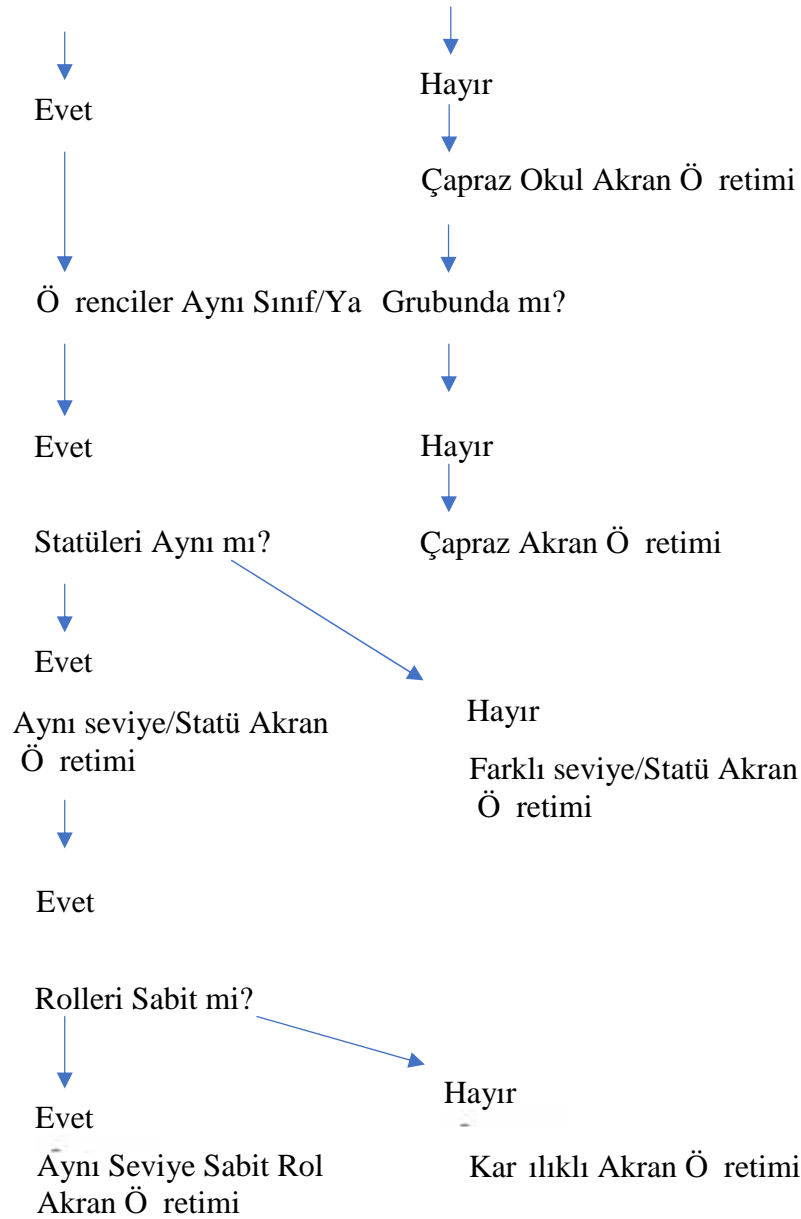 Evet
Hayır
Çapraz Okul Akran Ö retimi
Ö renciler Aynı Sınıf/Ya Grubunda mı?
Evet
Hayır
Statüleri Aynı mı?
Çapraz Akran Ö retimi
Evet
Aynı seviye/Statü Akran
Ö retimi
Hayır
Farklı seviye/Statü Akran
Ö retimi
Evet
Rolleri Sabit mi?
Evet
Aynı Seviye Sabit Rol
Akran Ö retimi
Hayır
Kar ılıklı Akran Ö retimi